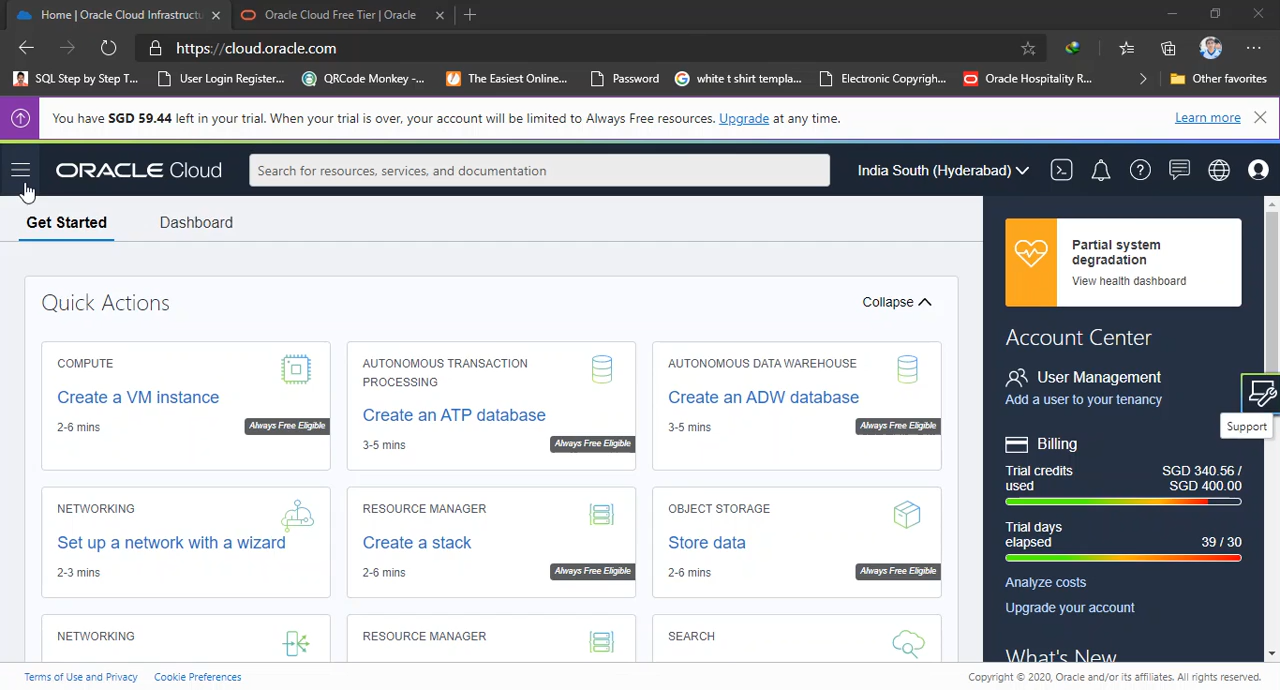 Home | Oracle Cloud Infrastructu
Oracle Cloud Free Tier | Oracle
https://cloud.oracle.com
SQL Step by Step T...
User Login Register...
QRCode Monkey -...
The Easiest Online...
Password
white t shirt templa...
Electronic Copyrigh...
Oracle Hospitality R...
Other favorites
You have SGD 59.44 left in your trial. When your trial is over, your account will be limited to Always Free resources. Upgrade at any time.
Learn more
ORACLE Cloud
Search for resources, services, and documentation
India South (Hyderabad)
Get Started
Dashboard
Quick Actions
Collapse
COMPUTE
Create a VM instance
2-6 mins
Always Free Eligible
AUTONOMOUS TRANSACTION
PROCESSING
Create an ATP database
3-5 mins
Always Free Eligible
AUTONOMOUS DATA WAREHOUSE
Create an ADW database
3-5 mins
Always Free Eligible
NETWORKING
Set up a network with a wizard
2-3 mins
RESOURCE MANAGER
Create a stack
2-6 mins
Always Free Eligible
OBJECT STORAGE
Store data
2-6 mins
Always Free Eligible
NETWORKING
RESOURCE MANAGER
SEARCH
Partial system
degradation
View health dashboard
Account Center
User Management
Add a user to your tenancy
Support
Billing
Trial credits
used
SGD 340.56 /
SGD 400.00
Trial days
elapsed
39 / 30
Analyze costs
Upgrade your account
What's New
Terms of Use and Privacy
Cookie Preferences
Copyright © 2020, Oracle and/or its affiliates. All rights reserved.